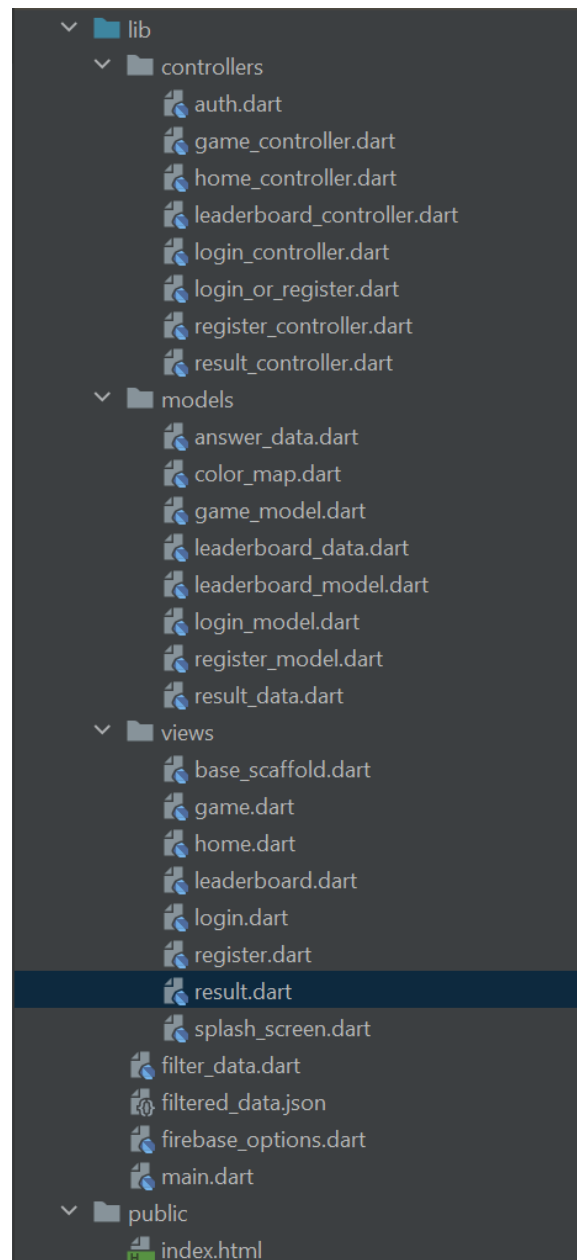 lib
controllers
auth.dart
game_controller.dart
home_controller.dart
leaderboard_controller.dart
login_controller.dart
login_or_register.dart
register_controller.dart
result_controller.dart
models
answer_data.dart
color_map.dart
game_model.dart
leaderboard_data.dart
leaderboard_model.dart
login_model.dart
register_model.dart
result_data.dart
views
base_scaffold.dart
game.dart
home.dart
leaderboard.dart
login.dart
register.dart
result.dart
splash_screen.dart
filter_data.dart
filtered_data.json
firebase_options.dart
main.dart
public
index.html